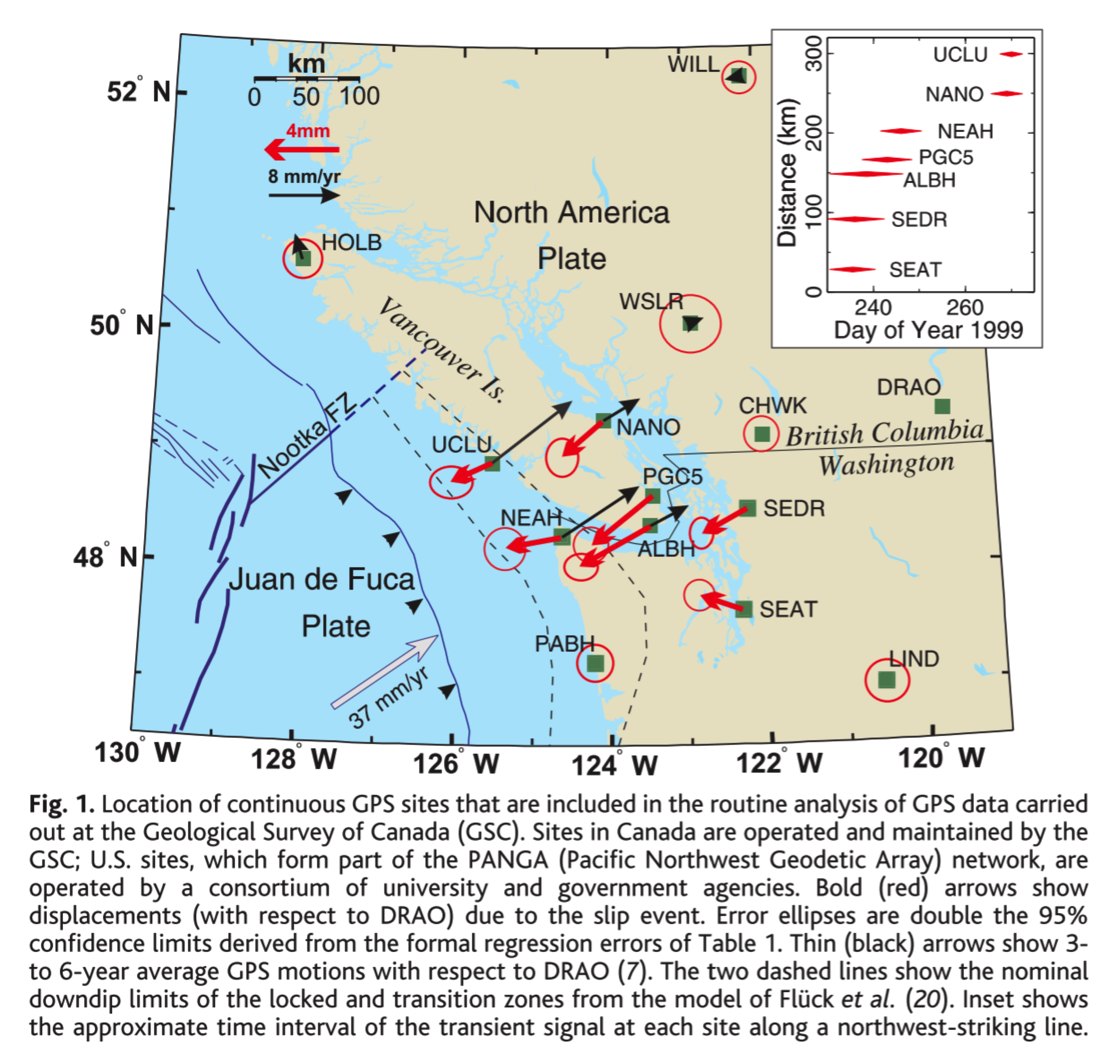 km
0 50 100
4mm
8 mm/yr
52° N
50° N
48° N
130° W
128° W
126° W
124° W
122° W
120° W
WILL
HOLB
North America
Plate
WSLR
Vancouver Is.
DRAO
CHWK
British Columbia
Washington
Nootka FZ
UCLU
NANO
PGC5
NEAH
ALBH
SEDR
SEAT
Juan de Fuca
Plate
37 mm/yr
PABH
LIND
Distance (km)
300
200
100
0
UCLU
NANO
NEAH
PGC5
ALBH
SEDR
SEAT
240 260
Day of Year 1999
Fig. 1. Location of continuous GPS sites that are included in the routine analysis of GPS data carried
out at the Geological Survey of Canada (GSC). Sites in Canada are operated and maintained by the
GSC; U.S. sites, which form part of the PANGA (Pacific Northwest Geodetic Array) network, are
operated by a consortium of university and government agencies. Bold (red) arrows show
displacements (with respect to DRAO) due to the slip event. Error ellipses are double the 95%
confidence limits derived from the formal regression errors of Table 1. Thin (black) arrows show 3-
to 6-year average GPS motions with respect to DRAO (7). The two dashed lines show the nominal
downdip limits of the locked and transition zones from the model of Flück et al. (20). Inset shows
the approximate time interval of the transient signal at each site along a northwest-striking line.